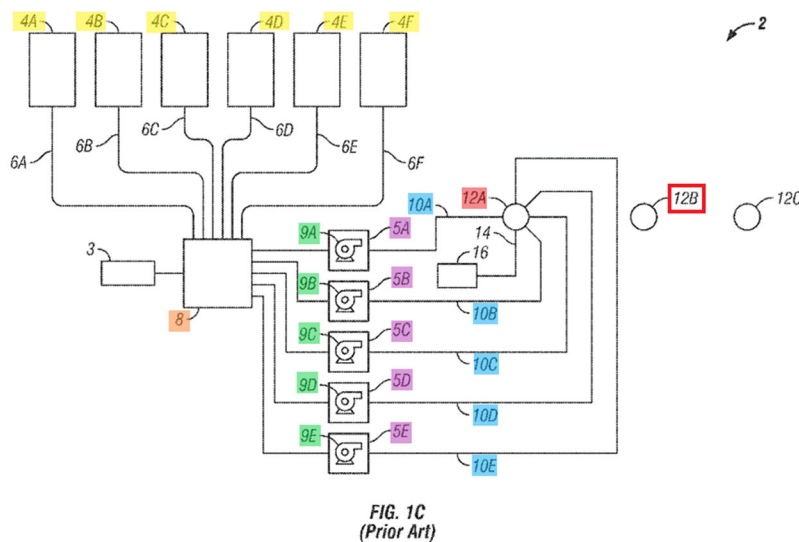 4A 4B 4C 4D 4E 4F
2
6A 6B 6C 6D 6E 6F
12A 12B 12C
10A
9A 5A
14
3
16
9B 5B
10B
8
9C 5C
10C
9D 5D
10D
9E 5E
10E
FIG. 1C
(Prior Art)